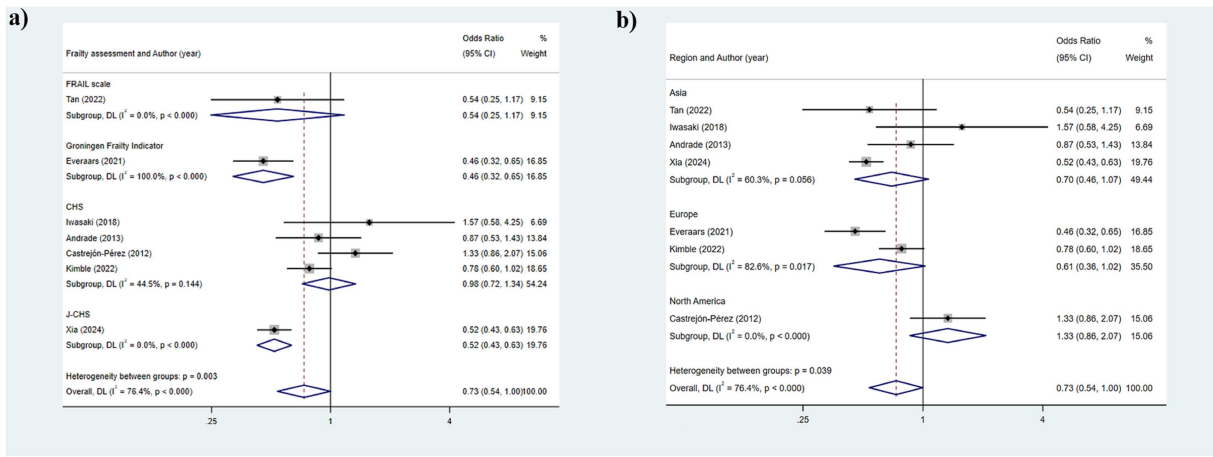 a)
Odds Ratio %
Frailty assessment and Author (year) (95% CI) Weight
FRAIL scale
Tan (2022) 0.54 (0.25, 1.17) 9.15
Subgroup, DL (I² = 0.0%, p < 0.000) 0.54 (0.25, 1.17) 9.15
Groningen Frailty Indicator
Everaars (2021) 0.46 (0.32, 0.65) 16.85
Subgroup, DL (I² = 100.0%, p < 0.000) 0.46 (0.32, 0.65) 16.85
CHS
Iwasaki (2018) 1.57 (0.58, 4.25) 6.69
Andrade (2013) 0.87 (0.53, 1.43) 13.84
Castrejón-Pérez (2012) 1.33 (0.86, 2.07) 15.06
Kimble (2022) 0.78 (0.60, 1.02) 18.65
Subgroup, DL (I² = 44.5%, p = 0.144) 0.98 (0.72, 1.34) 54.24
J-CHS
Xia (2024) 0.52 (0.43, 0.63) 19.76
Subgroup, DL (I² = 0.0%, p < 0.000) 0.52 (0.43, 0.63) 19.76
Heterogeneity between groups: p = 0.003
Overall, DL (I² = 76.4%, p < 0.000) 0.73 (0.54, 1.00)100.00
.25 1 4
b)
Odds Ratio %
Region and Author (year) (95% CI) Weight
Asia
Tan (2022) 0.54 (0.25, 1.17) 9.15
Iwasaki (2018) 1.57 (0.58, 4.25) 6.69
Andrade (2013) 0.87 (0.53, 1.43) 13.84
Xia (2024) 0.52 (0.43, 0.63) 19.76
Subgroup, DL (I² = 60.3%, p = 0.056) 0.70 (0.46, 1.07) 49.44
Europe
Everaars (2021) 0.46 (0.32, 0.65) 16.85
Kimble (2022) 0.78 (0.60, 1.02) 18.65
Subgroup, DL (I² = 82.6%, p = 0.017) 0.61 (0.36, 1.02) 35.50
North America
Castrejón-Pérez (2012) 1.33 (0.86, 2.07) 15.06
Subgroup, DL (I² = 0.0%, p < 0.000) 1.33 (0.86, 2.07) 15.06
Heterogeneity between groups: p = 0.039
Overall, DL (I² = 76.4%, p < 0.000) 0.73 (0.54, 1.00) 100.00
.25 1 4